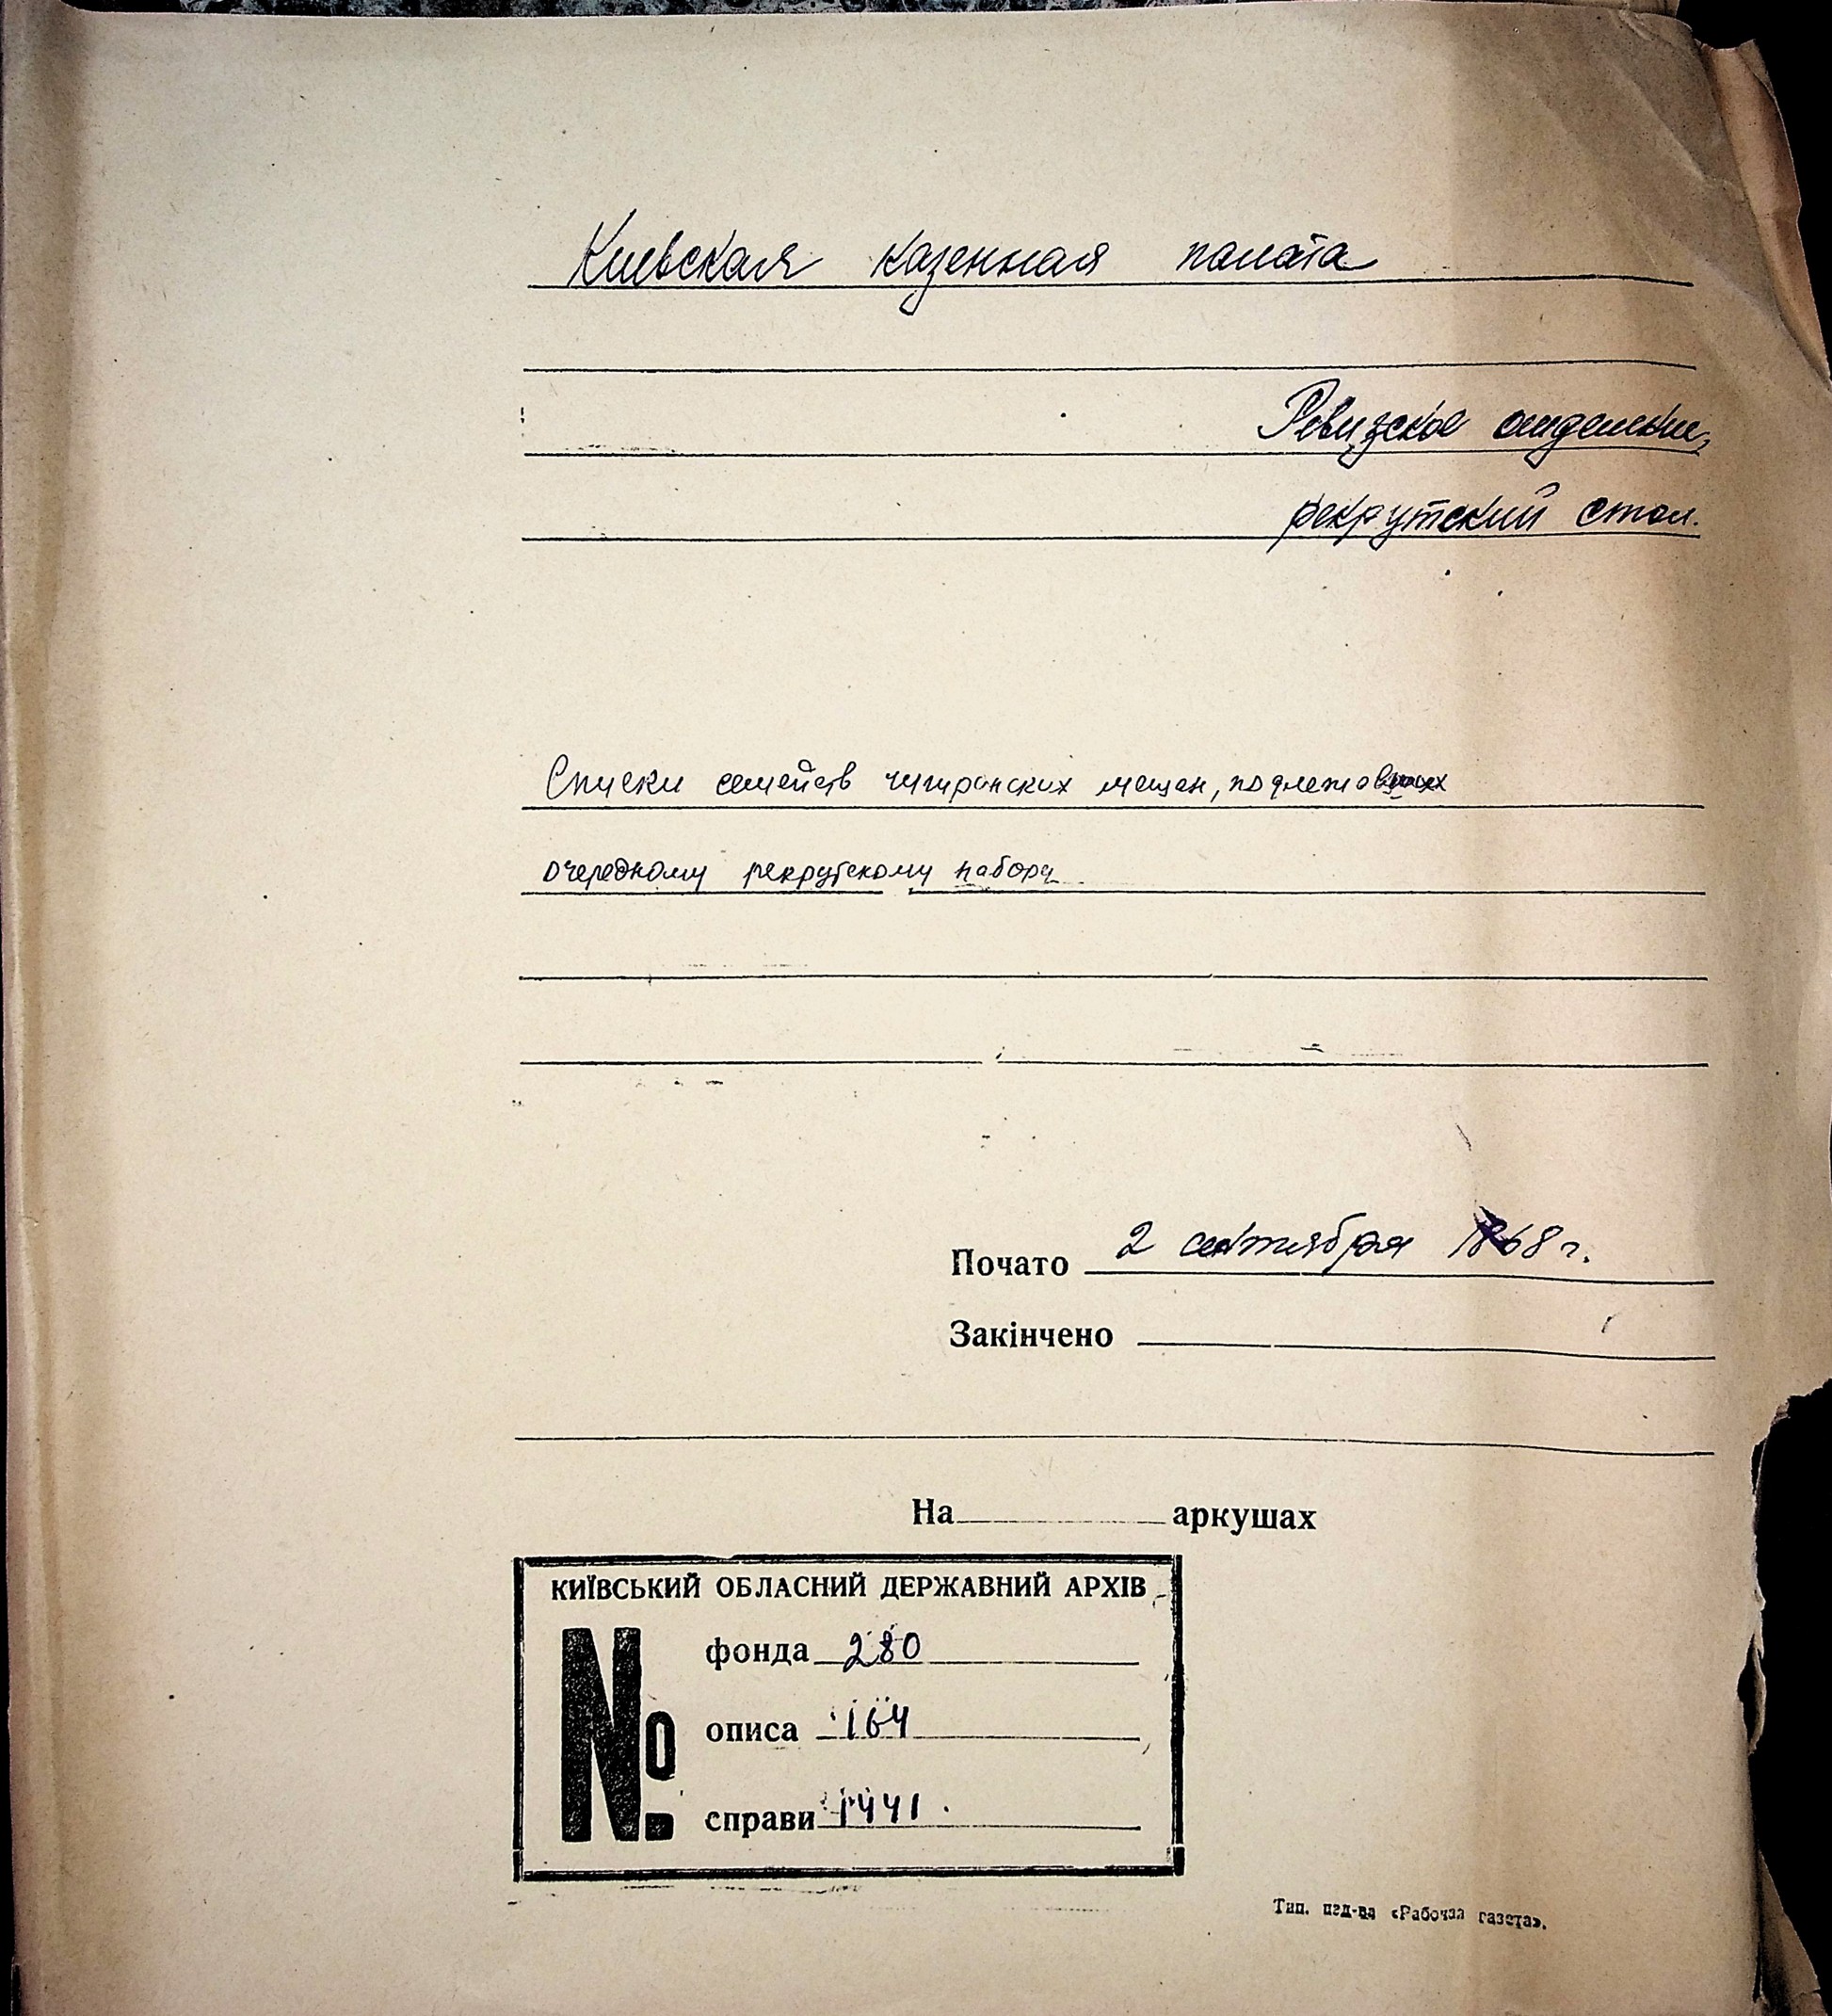 Киевская казенная палата
Ревизское отделение,
рекрутский стол.
Списки семейств чигиринских мещан, подлежавших
очередному рекрутскому набору
Почато 2 сентября 1868 г.
Закінчено
На аркушах
КИЇВСЬКИЙ ОБЛАСНИЙ ДЕРЖАВНИЙ АРХІВ
№ фонда 280
описа 164
справи 1441.
Тип. изд-ва «Рабочая газета».